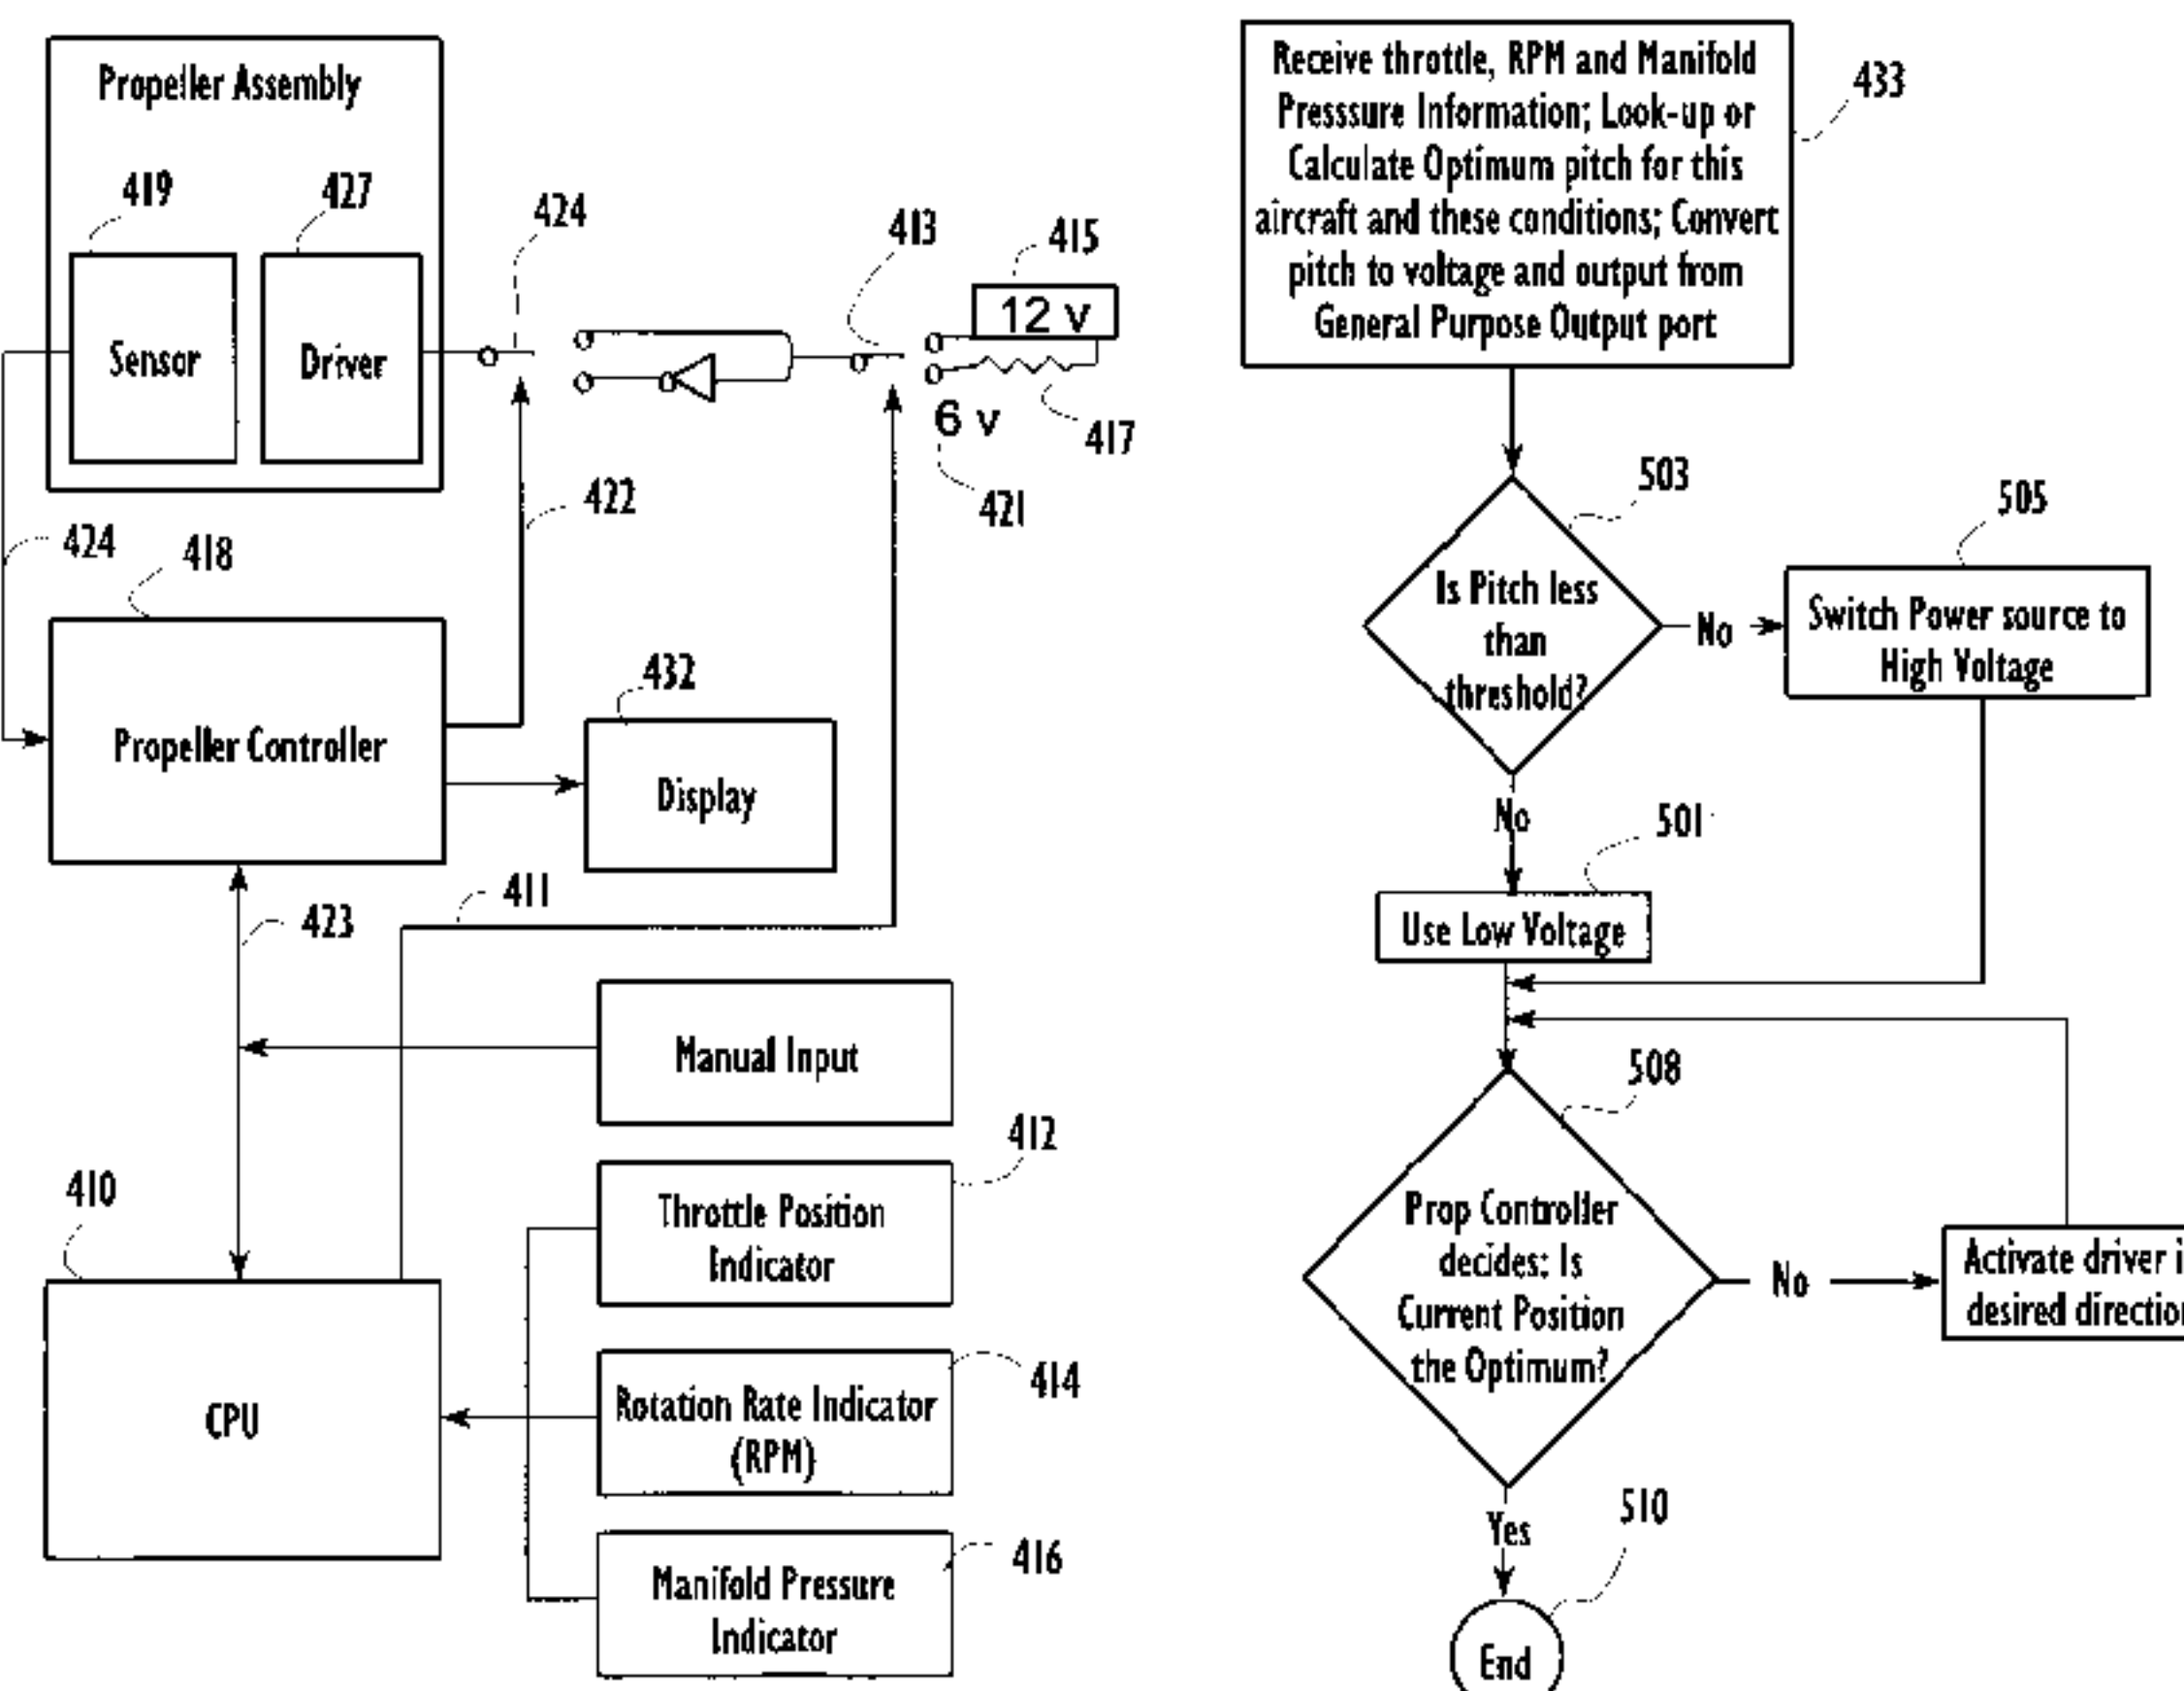 Propeller Assembly
419
427
Sensor
Driver
424
413
415
12 v
6 v
417
421
422
424
418
Propeller Controller
432
Display
411
423
Manual Input
412
Throttle Position
Indicator
410
CPU
414
Rotation Rate Indicator
(RPM)
416
Manifold Pressure
Indicator
Receive throttle, RPM and Manifold
Presssure Information; Look-up or
Calculate Optimum pitch for this
aircraft and these conditions; Convert
pitch to voltage and output from
General Purpose Output port
433
503
Is Pitch less
than
threshold?
No
505
Switch Power source to
High Voltage
No
501
Use Low Voltage
508
Prop Controller
decides: Is
Current Position
the Optimum?
No
Activate driver i
desired direction
Yes
510
End